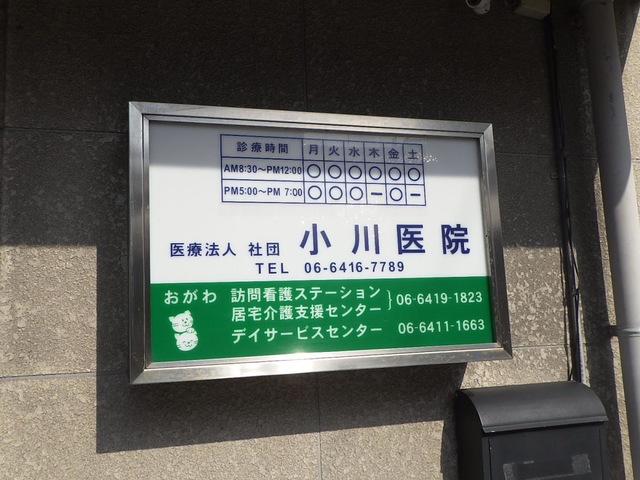 診療時間 月 火 水 木 金 土
AM8:30～PM12:00 ○ ○ ○ ○ ○ ○
PM5:00～PM 7:00 ○ ○ ○ ー ○ ー
医療法人 社団 小川医院
TEL 06-6416-7789
おがわ 訪問看護ステーション
居宅介護支援センター } 06-6419-1823
デイサービスセンター 06-6411-1663